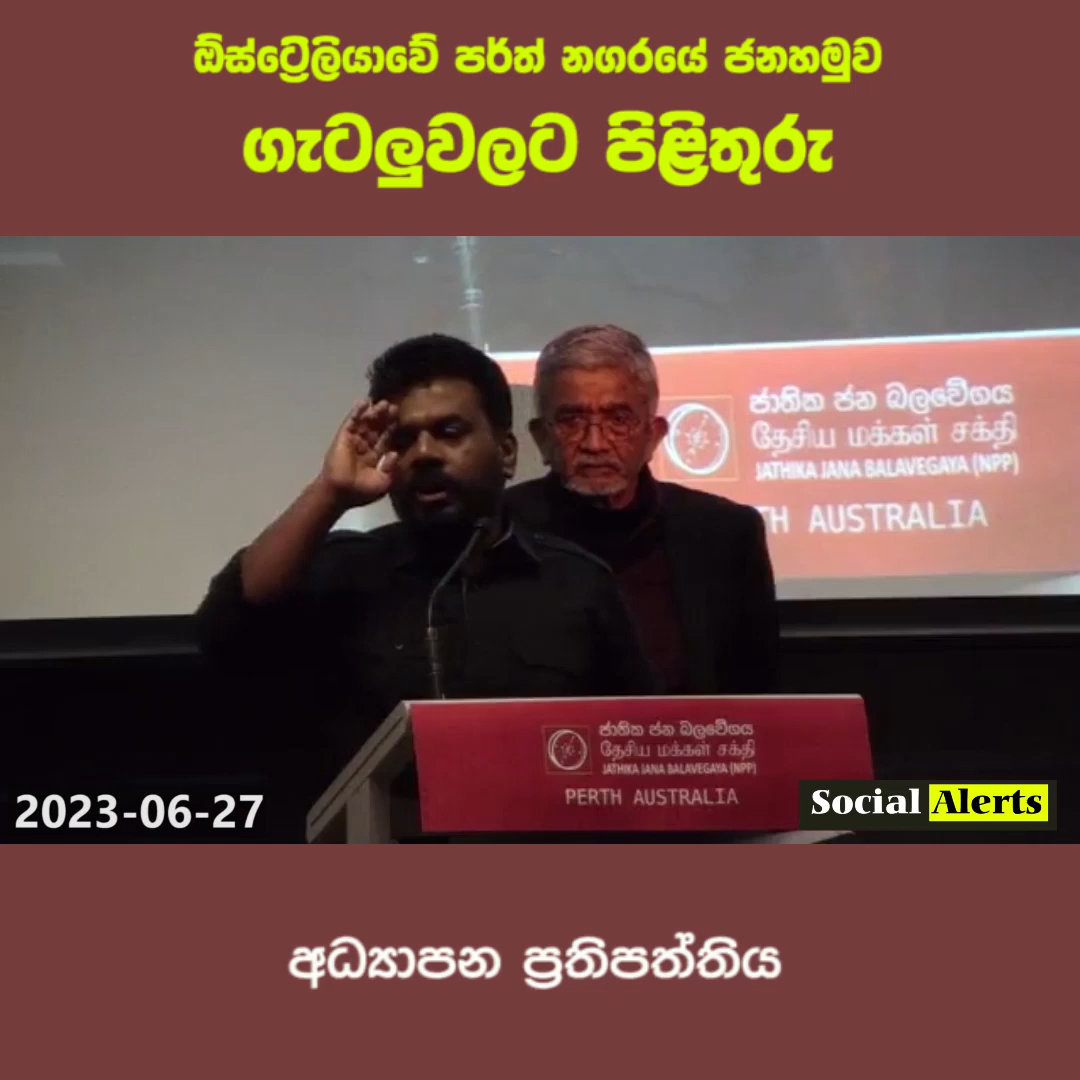 ඕස්ට්‍රේලියාවේ පර්ත් නගරයේ ජනහමුව
ගැටලුවලට පිළිතුරු
ජාතික ජන බලවේගය
தேசிய மக்கள் சக்தி
JATHIKA JANA BALAVEGAYA (NPP)
TH AUSTRALIA
ජාතික ජන බලවේගය
தேசிய மக்கள் சக்தி
JATHIKA JANA BALAVEGAYA (NPP)
PERTH AUSTRALIA
2023-06-27
Social Alerts
අධ්‍යාපන ප්‍රතිපත්තිය